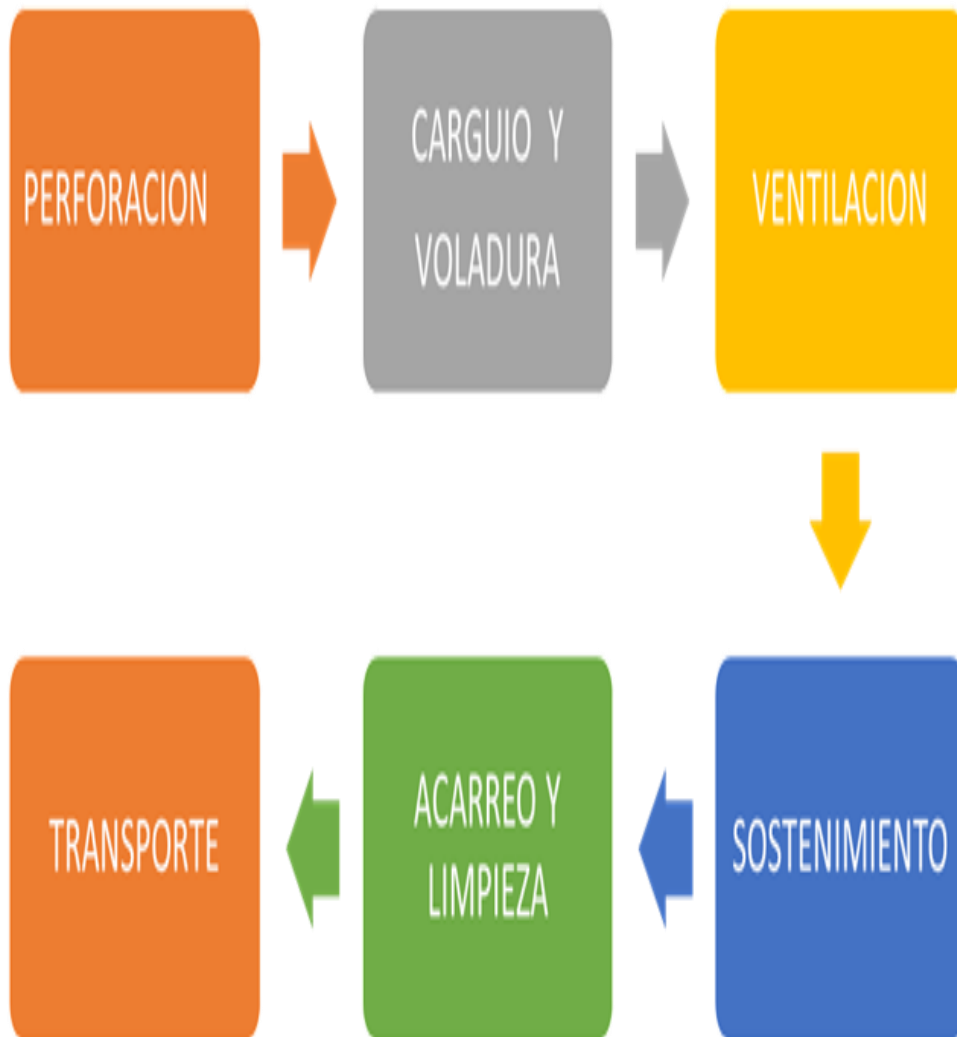 PERFORACION
CARGUIO Y
VOLADURA
VENTILACION
SOSTENIMIENTO
ACARREO Y
LIMPIEZA
TRANSPORTE